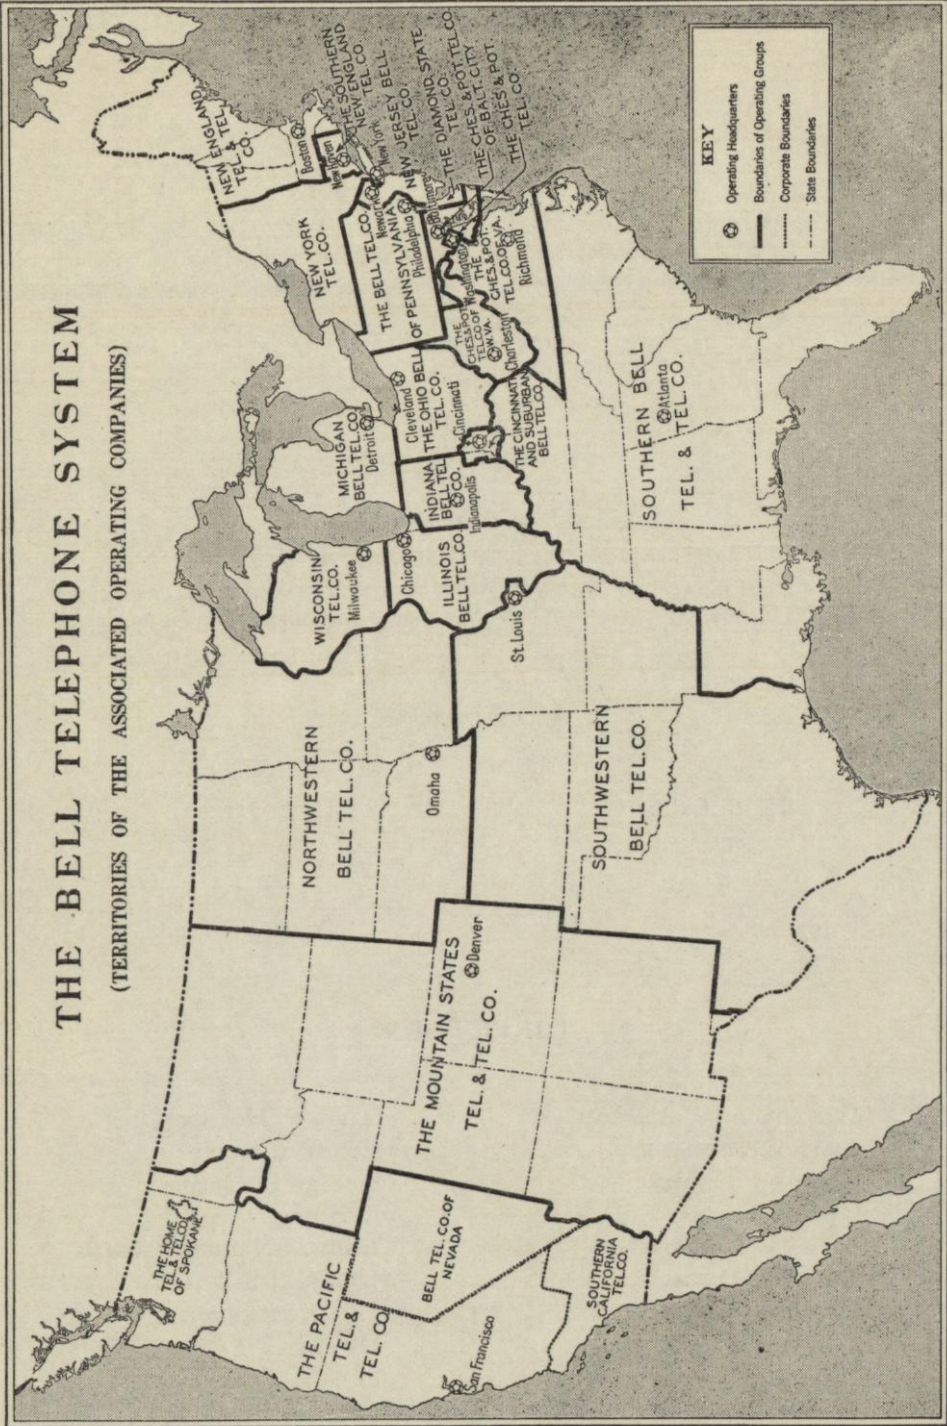 THE BELL TELEPHONE SYSTEM
(TERRITORIES OF THE ASSOCIATED OPERATING COMPANIES)
THE HOME
TEL. & TEL. CO.
OF SPOKANE
THE PACIFIC
TEL. &
TEL. CO.
San Francisco
BELL TEL. CO. OF
NEVADA
SOUTHERN
CALIFORNIA
TEL. CO.
THE MOUNTAIN STATES
TEL. & TEL. CO.
Denver
NORTHWESTERN
BELL TEL. CO.
Omaha
SOUTHWESTERN
BELL TEL. CO.
St. Louis
WISCONSIN
TEL. CO.
Milwaukee
Chicago
ILLINOIS
BELL TEL. CO.
MICHIGAN
BELL TEL. CO.
Detroit
INDIANA
BELL TEL.
CO.
Indianapolis
Cleveland
THE OHIO BELL
TEL. CO.
Cincinnati
THE CINCINNATI
AND SUBURBAN
BELL TEL. CO.
SOUTHERN BELL
TEL. & TEL. CO.
Atlanta
NEW YORK
TEL. CO.
THE BELL TEL. CO.
OF PENNSYLVANIA
Philadelphia
Newark
New York
THE
CHES. & POT.
TEL. CO. OF
W. VA.
Charleston
Washington
THE
CHES. & POT.
TEL. CO. OF VA.
Richmond
Baltimore
NEW ENGLAND
TEL. & TEL.
CO.
Boston
New Haven
THE SOUTHERN
NEW ENGLAND
TEL. CO.
NEW JERSEY BELL
TEL. CO.
THE DIAMOND STATE
TEL. CO.
THE CHES. & POT. TEL. CO.
OF BALT. CITY
THE CHES & POT.
TEL. CO.
KEY
Operating Headquarters
Boundaries of Operating Groups
Corporate Boundaries
State Boundaries